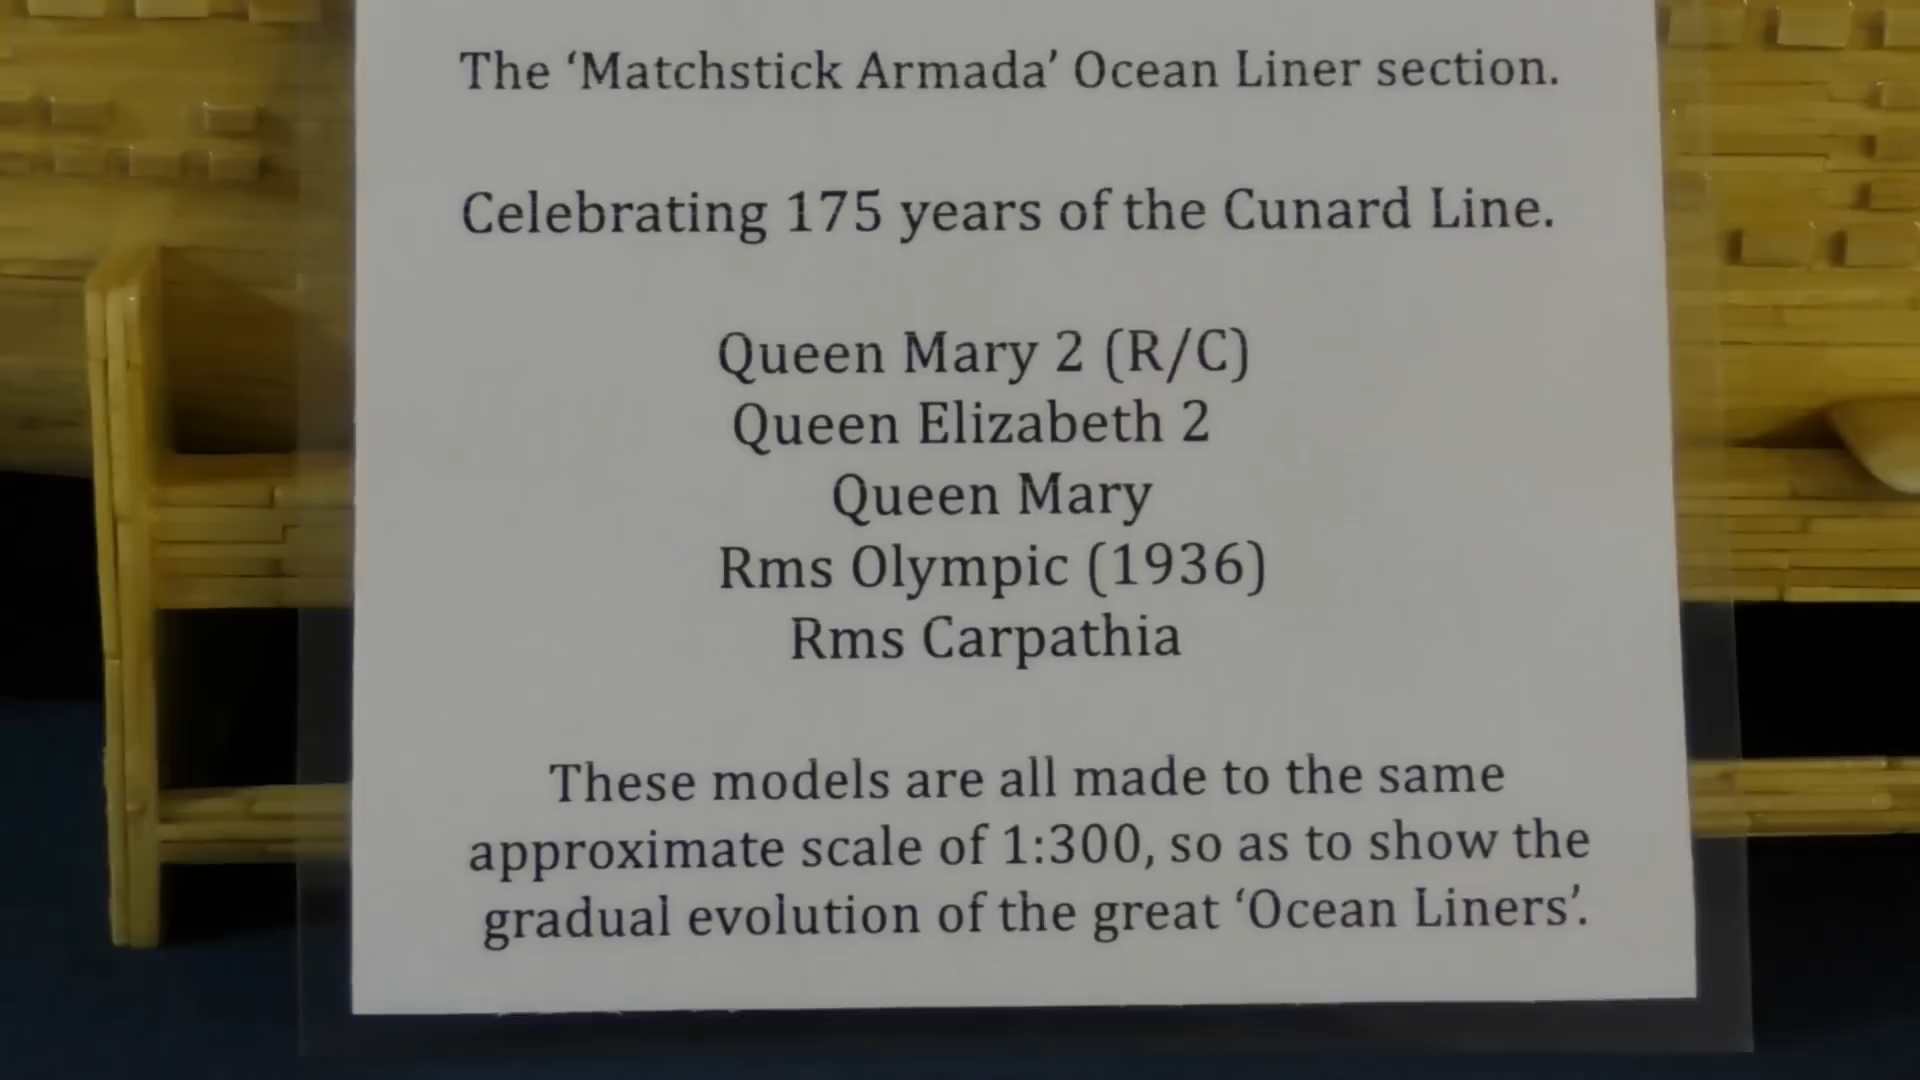 The ‘Matchstick Armada’ Ocean Liner section.
Celebrating 175 years of the Cunard Line.
Queen Mary 2 (R/C)
Queen Elizabeth 2
Queen Mary
Rms Olympic (1936)
Rms Carpathia
These models are all made to the same
approximate scale of 1:300, so as to show the
gradual evolution of the great ‘Ocean Liners’.